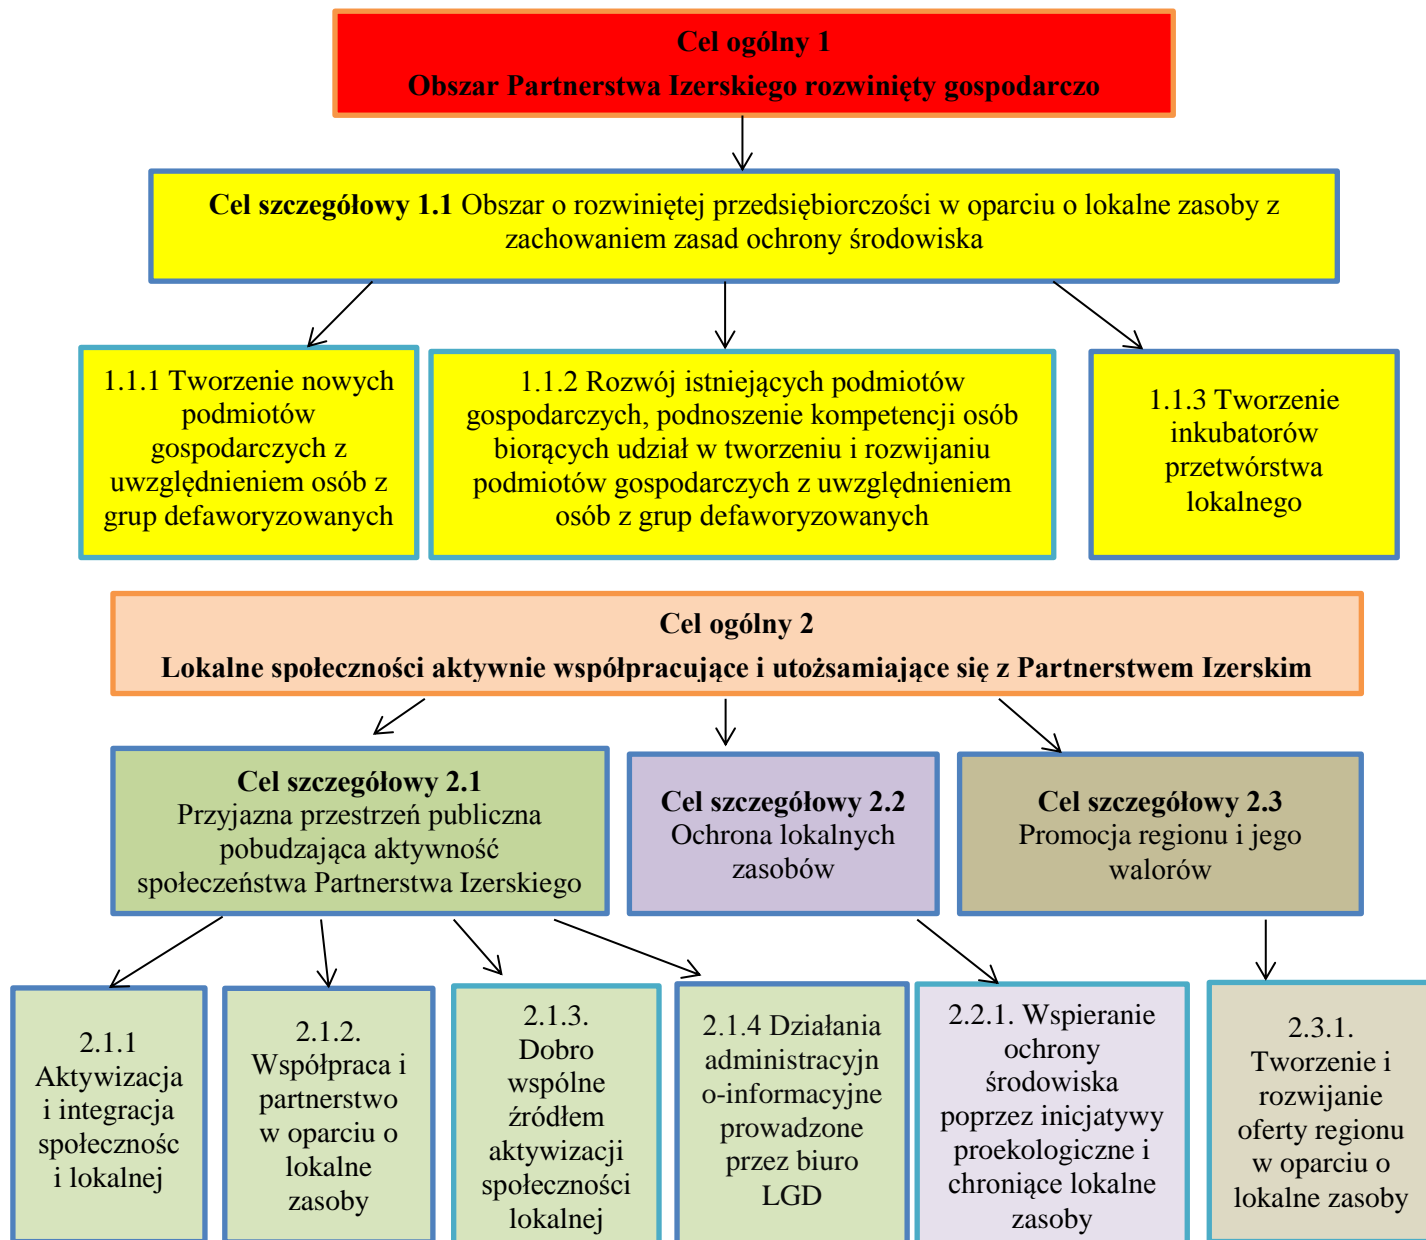 Cel ogólny 1
Obszar Partnerstwa Izerskiego rozwinięty gospodarczo
Cel szczegółowy 1.1 Obszar o rozwiniętej przedsiębiorczości w oparciu o lokalne zasoby z
zachowaniem zasad ochrony środowiska
1.1.1 Tworzenie nowych
podmiotów
gospodarczych z
uwzględnieniem osób z
grup defaworyzowanych
1.1.2 Rozwój istniejących podmiotów
gospodarczych, podnoszenie kompetencji osób
biorących udział w tworzeniu i rozwijaniu
podmiotów gospodarczych z uwzględnieniem
osób z grup defaworyzowanych
1.1.3 Tworzenie
inkubatorów
przetwórstwa
lokalnego
Cel ogólny 2
Lokalne społeczności aktywnie współpracujące i utożsamiające się z Partnerstwem Izerskim
Cel szczegółowy 2.1
Przyjazna przestrzeń publiczna
pobudzająca aktywność
społeczeństwa Partnerstwa Izerskiego
Cel szczegółowy 2.2
Ochrona lokalnych
zasobów
Cel szczegółowy 2.3
Promocja regionu i jego
walorów
2.1.1
Aktywizacja
i integracja
społecznośc
i lokalnej
2.1.2.
Współpraca i
partnerstwo
w oparciu o
lokalne
zasoby
2.1.3.
Dobro
wspólne
źródłem
aktywizacji
społeczności
lokalnej
2.1.4 Działania
administracyjn
o-informacyjne
prowadzone
przez biuro
LGD
2.2.1. Wspieranie
ochrony
środowiska
poprzez inicjatywy
proekologiczne i
chroniące lokalne
zasoby
2.3.1.
Tworzenie i
rozwijanie
oferty regionu
w oparciu o
lokalne zasoby